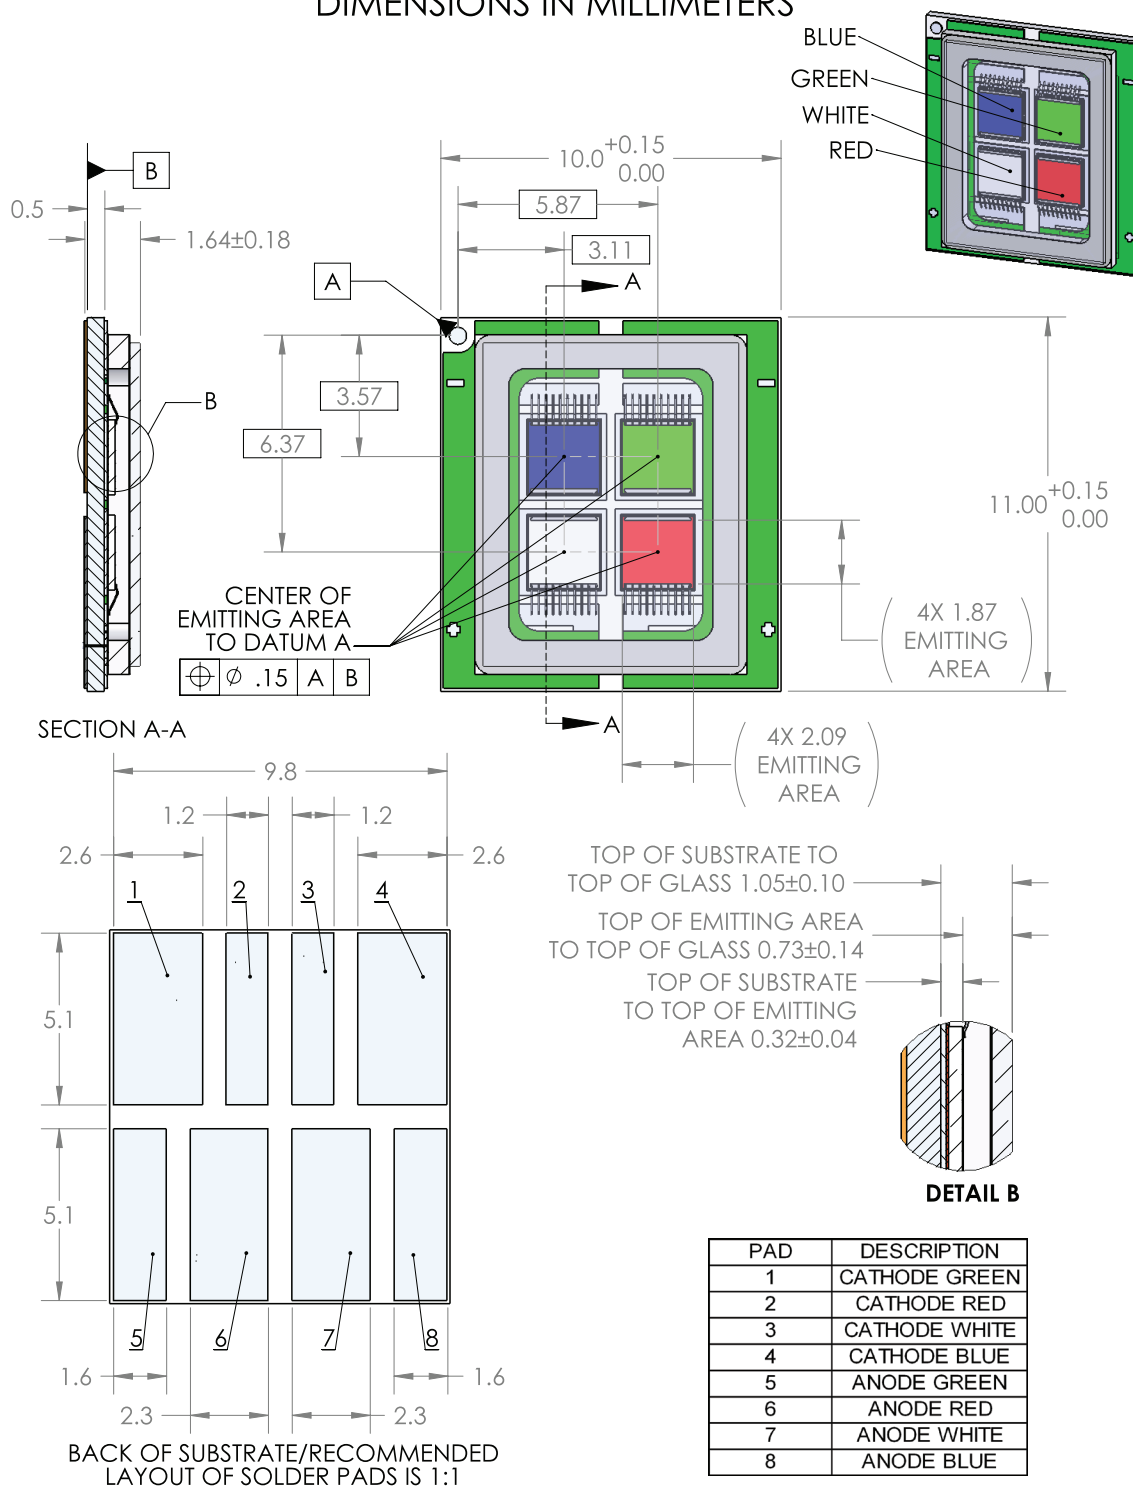 DIMENSIONS IN MILLIMETERS
BLUE
GREEN
WHITE
RED
B
0.5
1.64±0.18
10.0 +0.15 0.00
5.87
3.11
A
A
3.57
6.37
B
11.00 +0.15 0.00
CENTER OF
EMITTING AREA
TO DATUM A
⌖ ∅ .15 A B
4X 1.87
EMITTING
AREA
A
SECTION A-A
4X 2.09
EMITTING
AREA
9.8
1.2
1.2
2.6
2.6
1
2
3
4
5.1
5.1
5
6
7
8
1.6
1.6
2.3
2.3
BACK OF SUBSTRATE/RECOMMENDED
LAYOUT OF SOLDER PADS IS 1:1
TOP OF SUBSTRATE TO
TOP OF GLASS 1.05±0.10
TOP OF EMITTING AREA
TO TOP OF GLASS 0.73±0.14
TOP OF SUBSTRATE
TO TOP OF EMITTING
AREA 0.32±0.04
DETAIL B
PAD DESCRIPTION
1 CATHODE GREEN
2 CATHODE RED
3 CATHODE WHITE
4 CATHODE BLUE
5 ANODE GREEN
6 ANODE RED
7 ANODE WHITE
8 ANODE BLUE